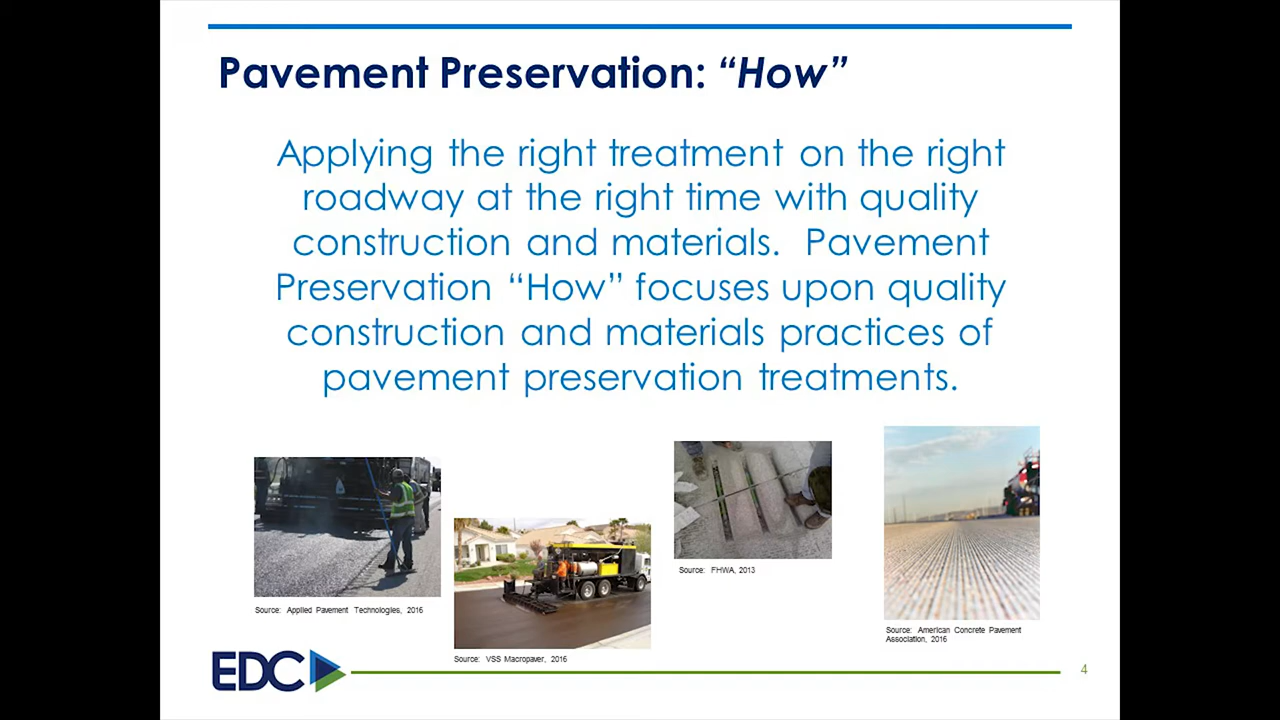 Pavement Preservation: “How”
Applying the right treatment on the right
roadway at the right time with quality
construction and materials.  Pavement
Preservation “How” focuses upon quality
construction and materials practices of
pavement preservation treatments.
Source: Applied Pavement Technologies, 2016
Source: VSS Macropaver, 2016
Source: FHWA, 2013
Source: American Concrete Pavement
Association, 2016
EDC
4